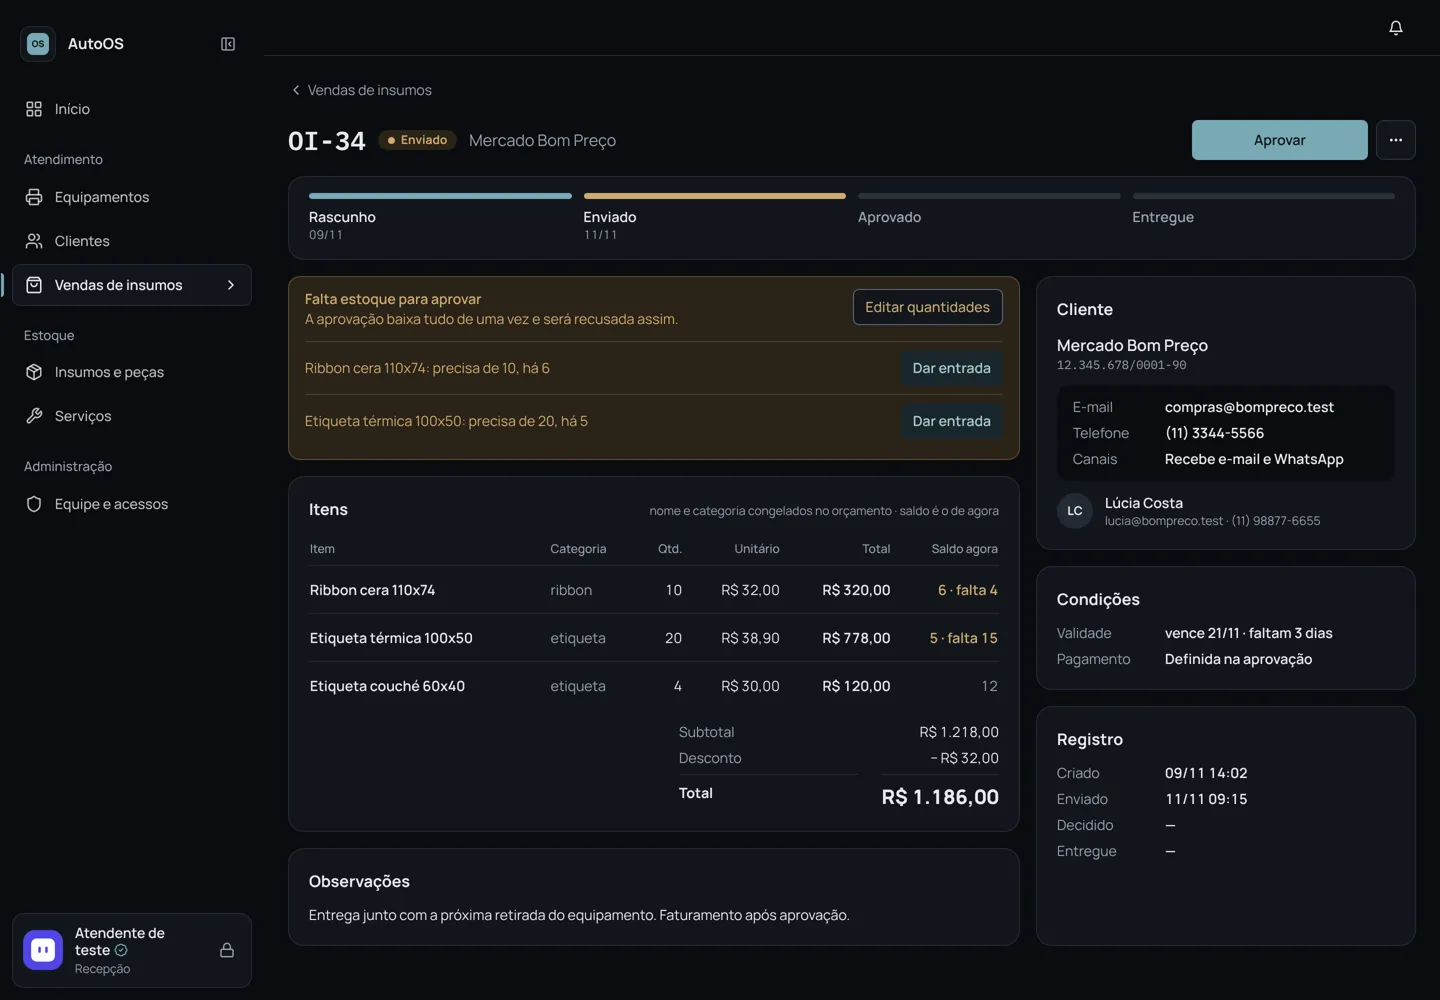 OS
AutoOS
Início
Atendimento
Equipamentos
Clientes
Vendas de insumos
Estoque
Insumos e peças
Serviços
Administração
Equipe e acessos
Atendente de
teste
Recepção
Vendas de insumos
OI-34
Enviado
Mercado Bom Preço
Aprovar
Rascunho
09/11
Enviado
11/11
Aprovado
Entregue
Falta estoque para aprovar
A aprovação baixa tudo de uma vez e será recusada assim.
Editar quantidades
Ribbon cera 110x74: precisa de 10, há 6
Dar entrada
Etiqueta térmica 100x50: precisa de 20, há 5
Dar entrada
Itens
nome e categoria congelados no orçamento · saldo é o de agora
Item Categoria Qtd. Unitário Total Saldo agora
Ribbon cera 110x74 ribbon 10 R$ 32,00 R$ 320,00 6 · falta 4
Etiqueta térmica 100x50 etiqueta 20 R$ 38,90 R$ 778,00 5 · falta 15
Etiqueta couché 60x40 etiqueta 4 R$ 30,00 R$ 120,00 12
Subtotal R$ 1.218,00
Desconto − R$ 32,00
Total R$ 1.186,00
Observações
Entrega junto com a próxima retirada do equipamento. Faturamento após aprovação.
Cliente
Mercado Bom Preço
12.345.678/0001-90
E-mail compras@bompreco.test
Telefone (11) 3344-5566
Canais Recebe e-mail e WhatsApp
LC
Lúcia Costa
lucia@bompreco.test · (11) 98877-6655
Condições
Validade vence 21/11 · faltam 3 dias
Pagamento Definida na aprovação
Registro
Criado 09/11 14:02
Enviado 11/11 09:15
Decidido —
Entregue —